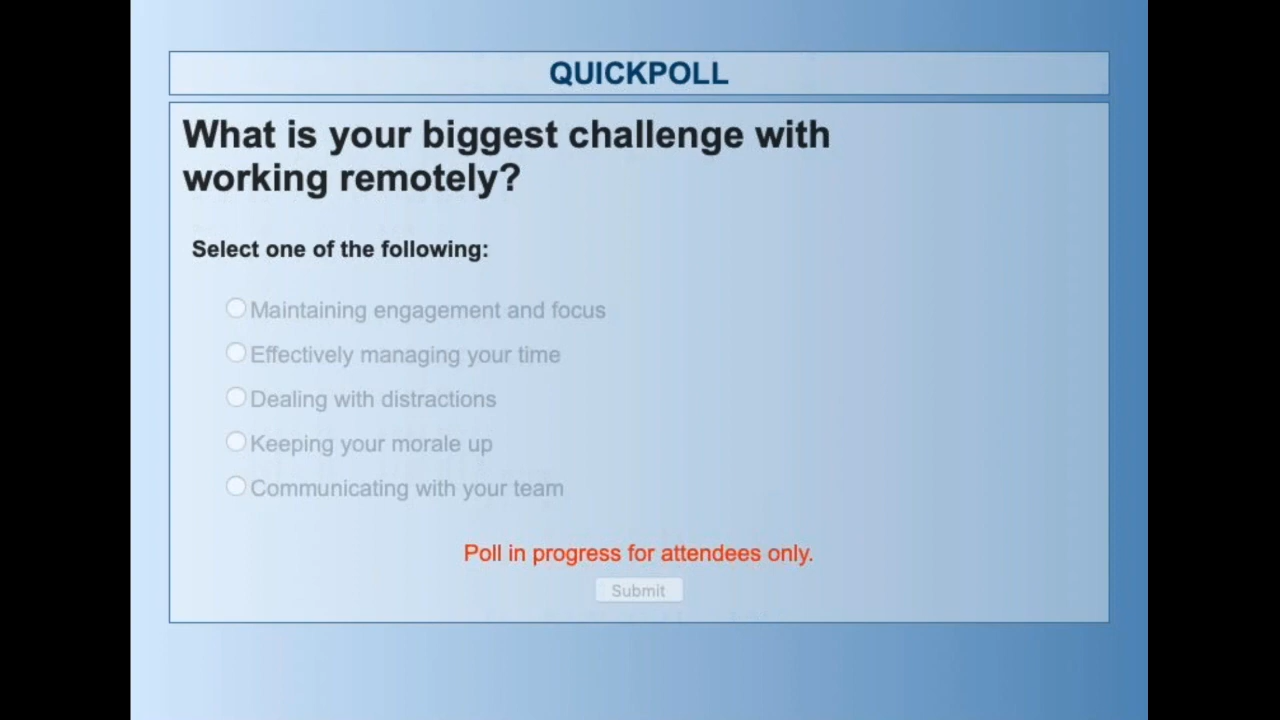 QUICKPOLL
What is your biggest challenge with
working remotely?
Select one of the following:
Maintaining engagement and focus
Effectively managing your time
Dealing with distractions
Keeping your morale up
Communicating with your team
Poll in progress for attendees only.
Submit